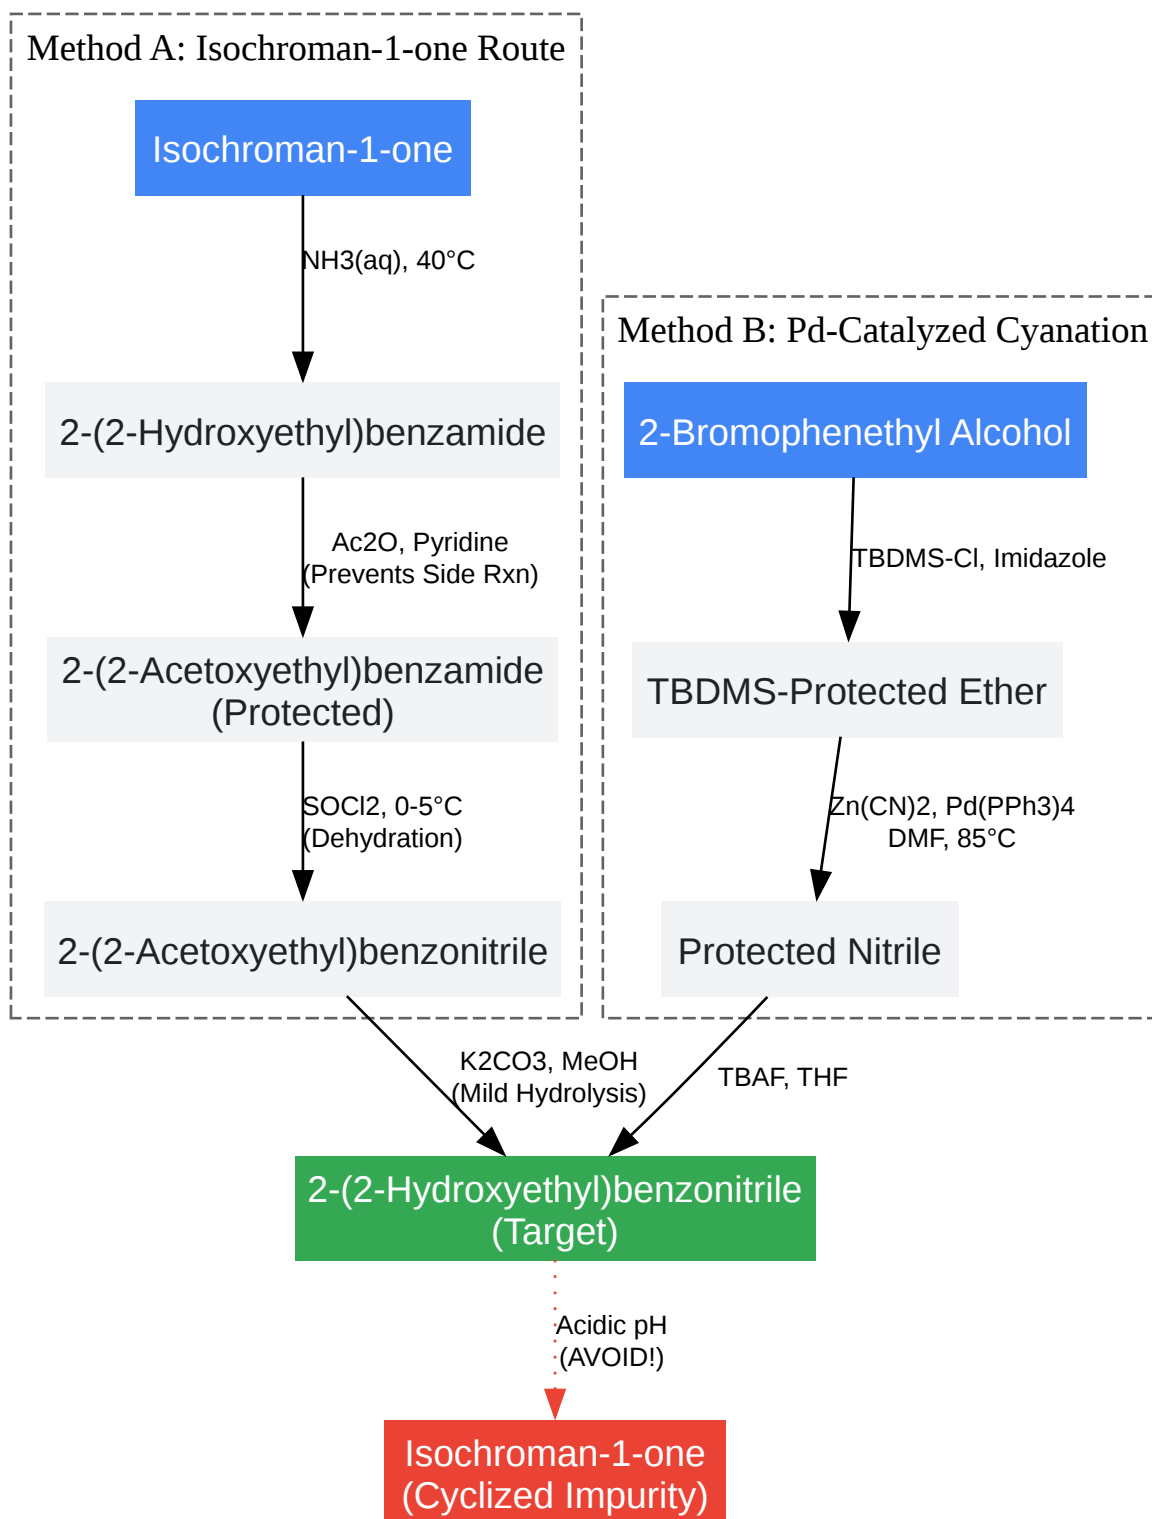 Method A: Isochroman-1-one Route
Isochroman-1-one
NH3(aq), 40°C
2-(2-Hydroxyethyl)benzamide
Ac2O, Pyridine
(Prevents Side Rxn)
2-(2-Acetoxyethyl)benzamide
(Protected)
SOCl2, 0-5°C
(Dehydration)
2-(2-Acetoxyethyl)benzonitrile
Method B: Pd-Catalyzed Cyanation
2-Bromophenethyl Alcohol
TBDMS-Cl, Imidazole
TBDMS-Protected Ether
Zn(CN)2, Pd(PPh3)4
DMF, 85°C
Protected Nitrile
K2CO3, MeOH
(Mild Hydrolysis)
TBAF, THF
2-(2-Hydroxyethyl)benzonitrile
(Target)
Acidic pH
(AVOID!)
Isochroman-1-one
(Cyclized Impurity)